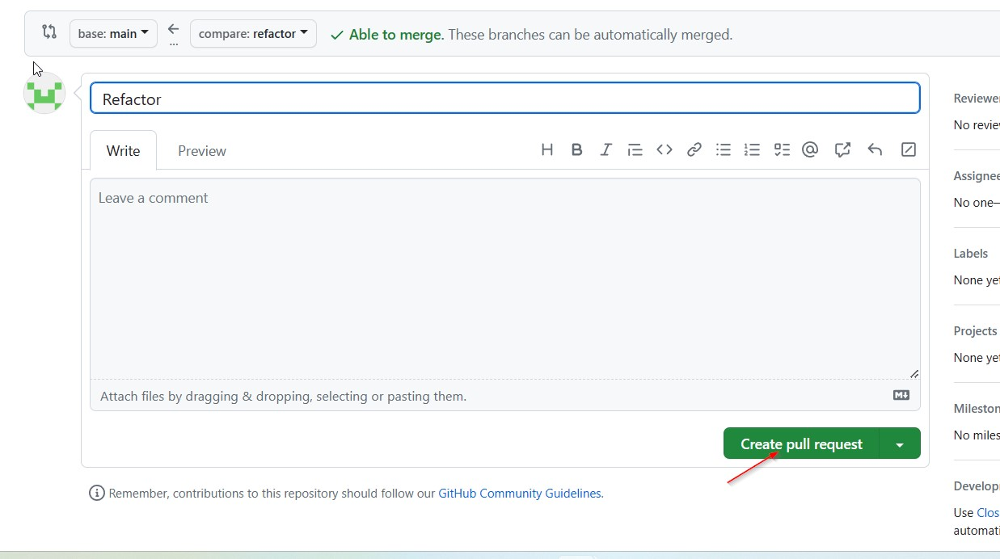 base: main ... compare: refactor Able to merge. These branches can be automatically merged.
Refactor
Write Preview
Leave a comment
Attach files by dragging & dropping, selecting or pasting them.
Create pull request
Remember, contributions to this repository should follow our GitHub Community Guidelines.
Reviewer
No revie
Assignee
No one–
Labels
None yet
Projects
None yet
Mileston
No miles
Develop
Use Clos
automati